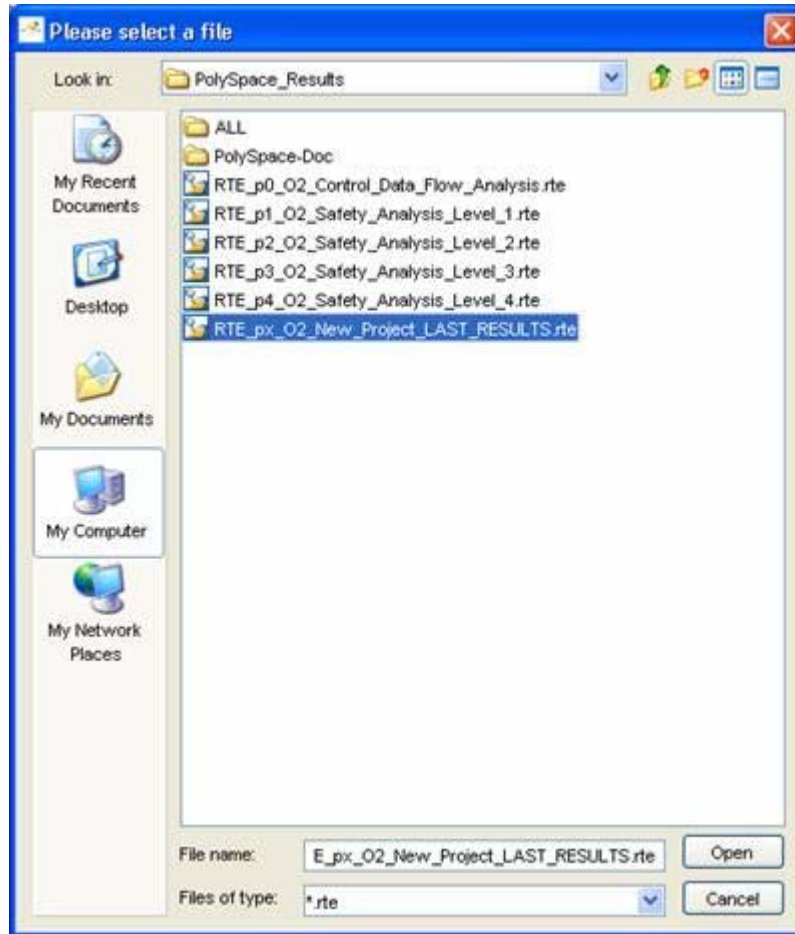 Please select a file
Look in: PolySpace_Results
ALL
PolySpace-Doc
RTE_p0_O2_Control_Data_Flow_Analysis.rte
RTE_p1_O2_Safety_Analysis_Level_1.rte
RTE_p2_O2_Safety_Analysis_Level_2.rte
RTE_p3_O2_Safety_Analysis_Level_3.rte
RTE_p4_O2_Safety_Analysis_Level_4.rte
RTE_px_O2_New_Project_LAST_RESULTS.rte
My Recent
Documents
Desktop
My Documents
My Computer
My Network
Places
File name: E_px_O2_New_Project_LAST_RESULTS.rte Open
Files of type: *.rte Cancel